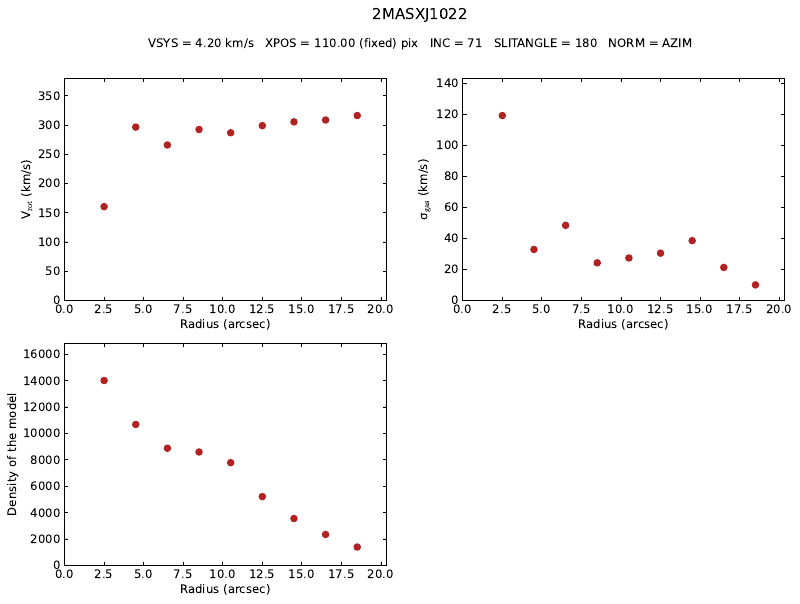 2MASXJ1022
VSYS = 4.20 km/s   XPOS = 110.00 (fixed) pix   INC = 71   SLITANGLE = 180   NORM = AZIM
350
300
250
200
150
100
50
0
V_rot (km/s)
0.0 2.5 5.0 7.5 10.0 12.5 15.0 17.5 20.0
Radius (arcsec)
140
120
100
80
60
40
20
0
σ_gas (km/s)
0.0 2.5 5.0 7.5 10.0 12.5 15.0 17.5 20.0
Radius (arcsec)
16000
14000
12000
10000
8000
6000
4000
2000
0
Density of the model
0.0 2.5 5.0 7.5 10.0 12.5 15.0 17.5 20.0
Radius (arcsec)